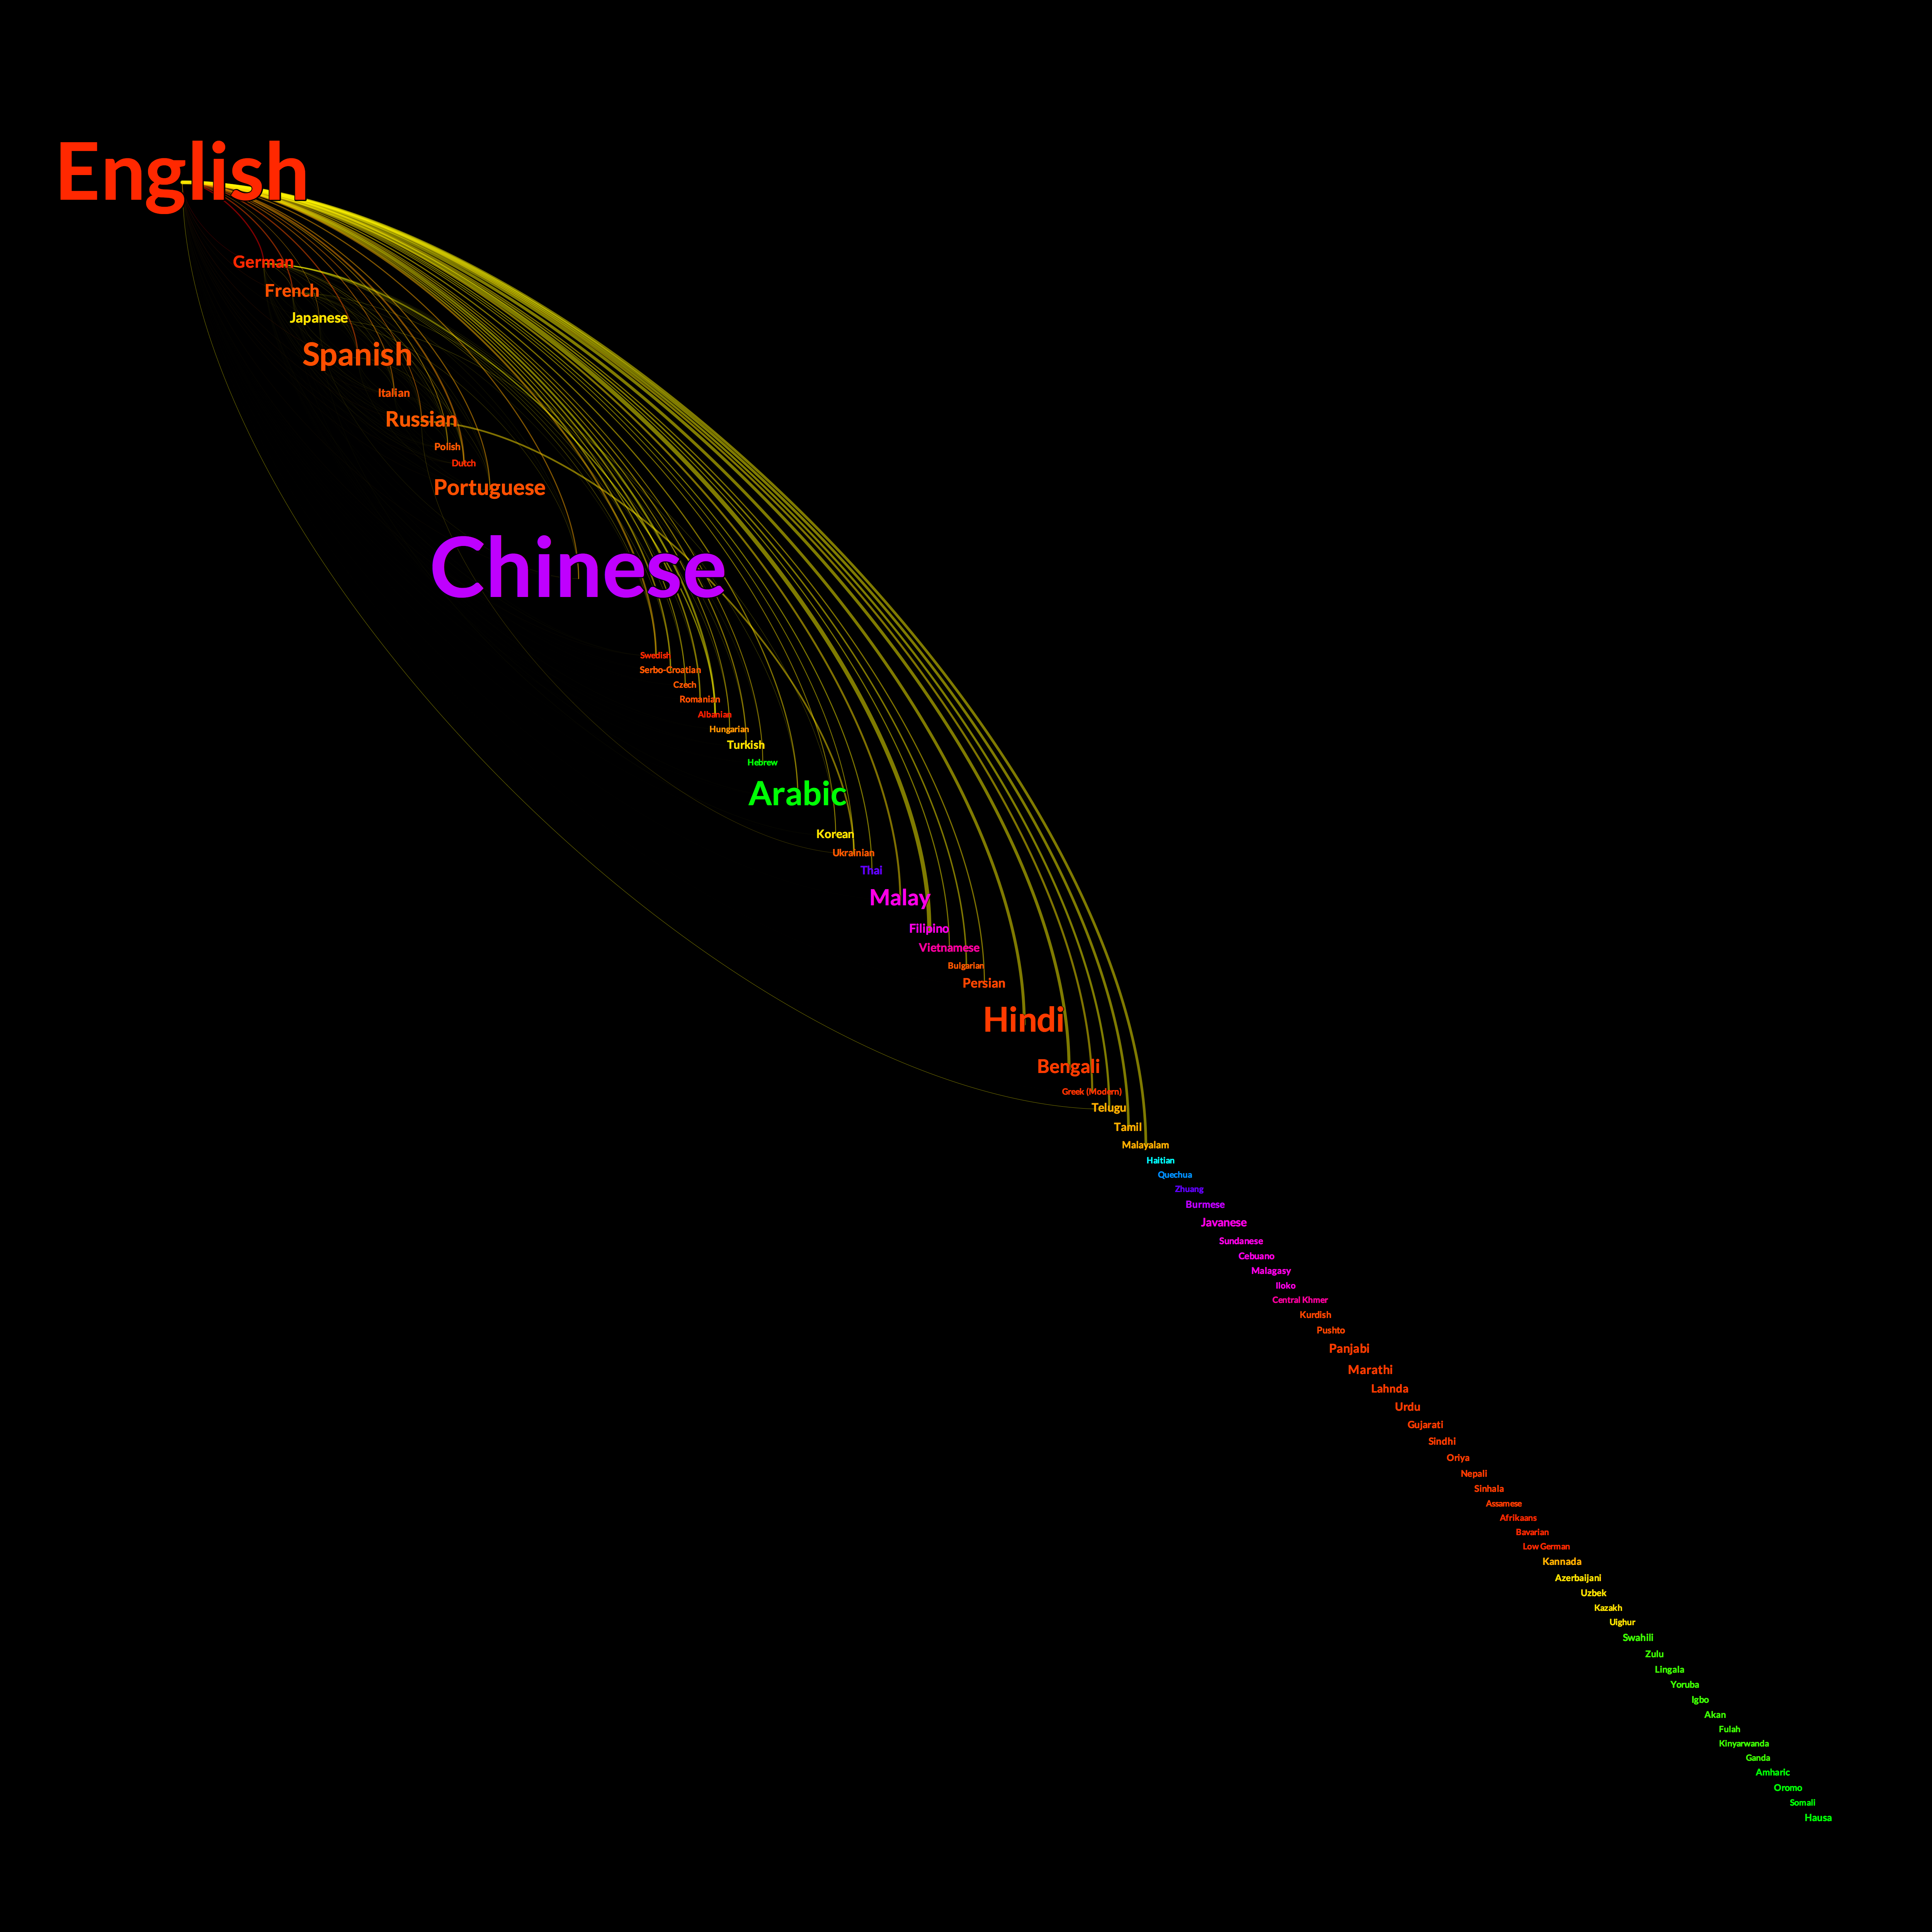 English
German
French
Japanese
Spanish
Italian
Russian
Polish
Dutch
Portuguese
Chinese
Swedish
Serbo-Croatian
Czech
Romanian
Albanian
Hungarian
Turkish
Hebrew
Arabic
Korean
Ukrainian
Thai
Malay
Filipino
Vietnamese
Bulgarian
Persian
Hindi
Bengali
Greek (Modern)
Telugu
Tamil
Malayalam
Haitian
Quechua
Zhuang
Burmese
Javanese
Sundanese
Cebuano
Malagasy
Iloko
Central Khmer
Kurdish
Pushto
Panjabi
Marathi
Lahnda
Urdu
Gujarati
Sindhi
Oriya
Nepali
Sinhala
Assamese
Afrikaans
Bavarian
Low German
Kannada
Azerbaijani
Uzbek
Kazakh
Uighur
Swahili
Zulu
Lingala
Yoruba
Igbo
Akan
Fulah
Kinyarwanda
Ganda
Amharic
Oromo
Somali
Hausa